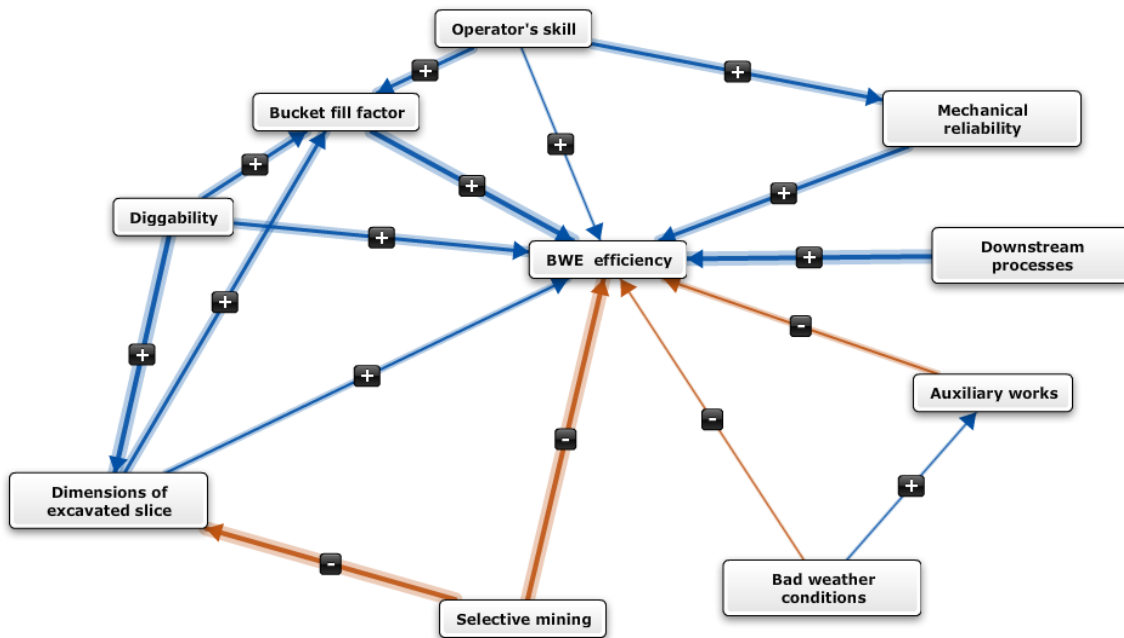 Operator's skill
+
+
Bucket fill factor
Mechanical
reliability
+
+
+
+
Diggability
+
BWE  efficiency
Downstream
processes
+
+
-
+
+
Auxiliary works
-
-
+
Dimensions of
excavated slice
-
Bad weather
conditions
Selective mining